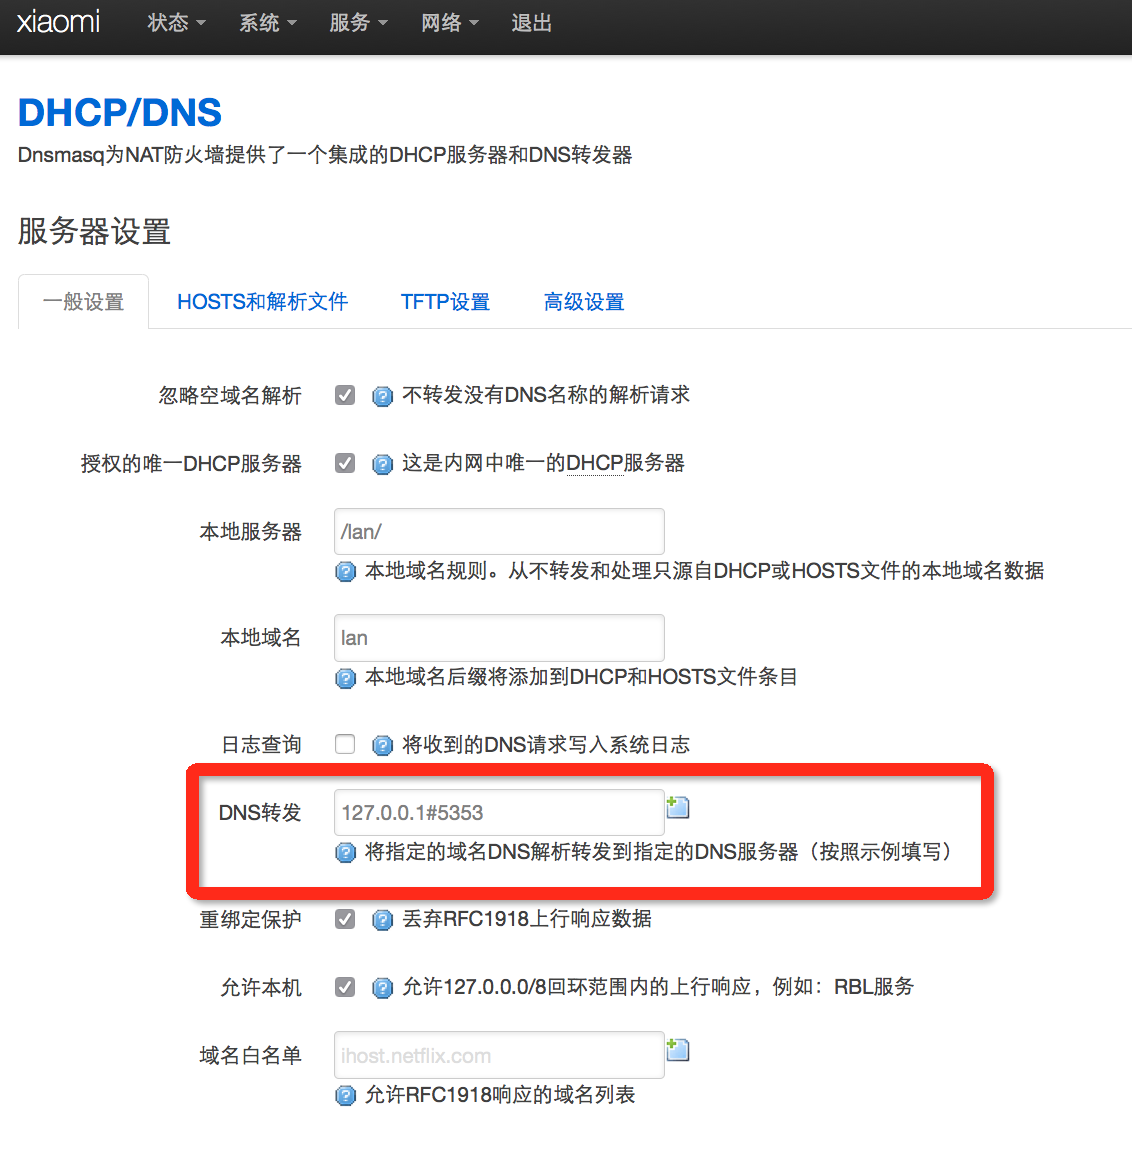 xiaomi 状态 系统 服务 网络 退出
DHCP/DNS
Dnsmasq为NAT防火墙提供了一个集成的DHCP服务器和DNS转发器
服务器设置
一般设置 HOSTS和解析文件 TFTP设置 高级设置
忽略空域名解析 不转发没有DNS名称的解析请求
授权的唯一DHCP服务器 这是内网中唯一的DHCP服务器
本地服务器 /lan/
本地域名规则。从不转发和处理只源自DHCP或HOSTS文件的本地域名数据
本地域名 lan
本地域名后缀将添加到DHCP和HOSTS文件条目
日志查询 将收到的DNS请求写入系统日志
DNS转发 127.0.0.1#5353
将指定的域名DNS解析转发到指定的DNS服务器（按照示例填写）
重绑定保护 丢弃RFC1918上行响应数据
允许本机 允许127.0.0.0/8回环范围内的上行响应，例如：RBL服务
域名白名单 ihost.netflix.com
允许RFC1918响应的域名列表